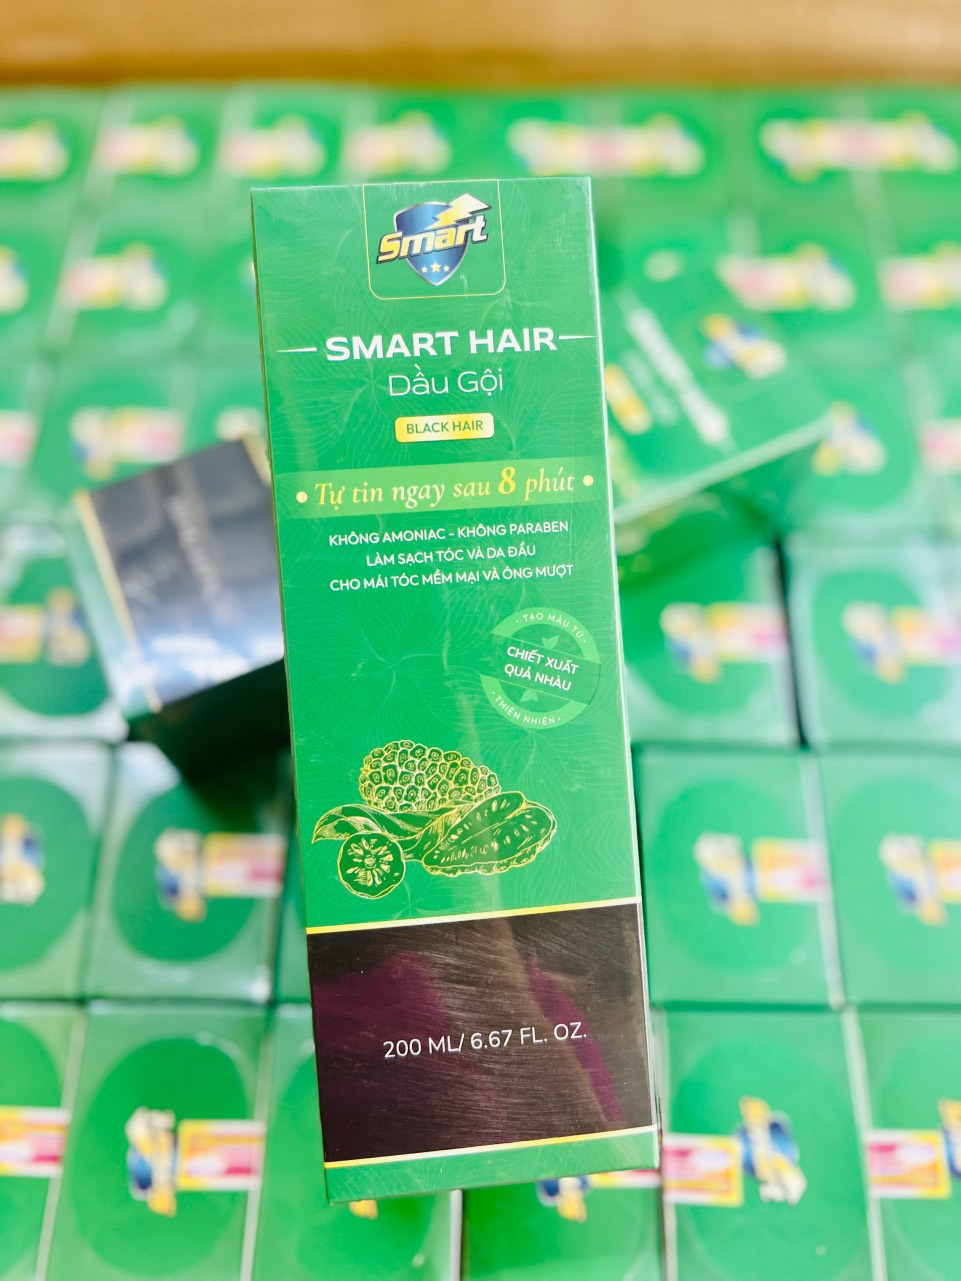 Smart
SMART HAIR
Dầu Gội
BLACK HAIR
Tự tin ngay sau 8 phút
KHÔNG AMONIAC - KHÔNG PARABEN
LÀM SẠCH TÓC VÀ DA ĐẦU
CHO MÁI TÓC MỀM MẠI VÀ ÓNG MƯỢT
• TẠO MÀU TỪ •
CHIẾT XUẤT
QUẢ NHÀU
• THIÊN NHIÊN •
200 ML/ 6.67 FL. OZ.